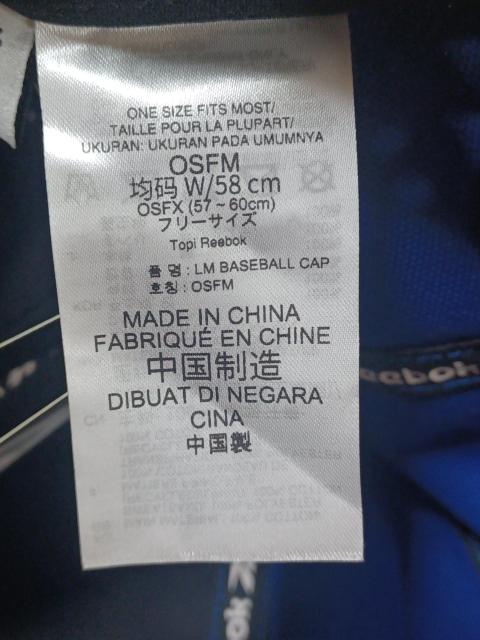 ONE SIZE FITS MOST/
TAILLE POUR LA PLUPART/
UKURAN: UKURAN PADA UMUMNYA
OSFM
均码 W/58 cm
OSFX (57~60cm)
フリーサイズ
Topi Reebok
품 명 : LM BASEBALL CAP
호칭 : OSFM
MADE IN CHINA
FABRIQUÉ EN CHINE
中国制造
DIBUAT DI NEGARA
CINA
中国製
eebok
ok